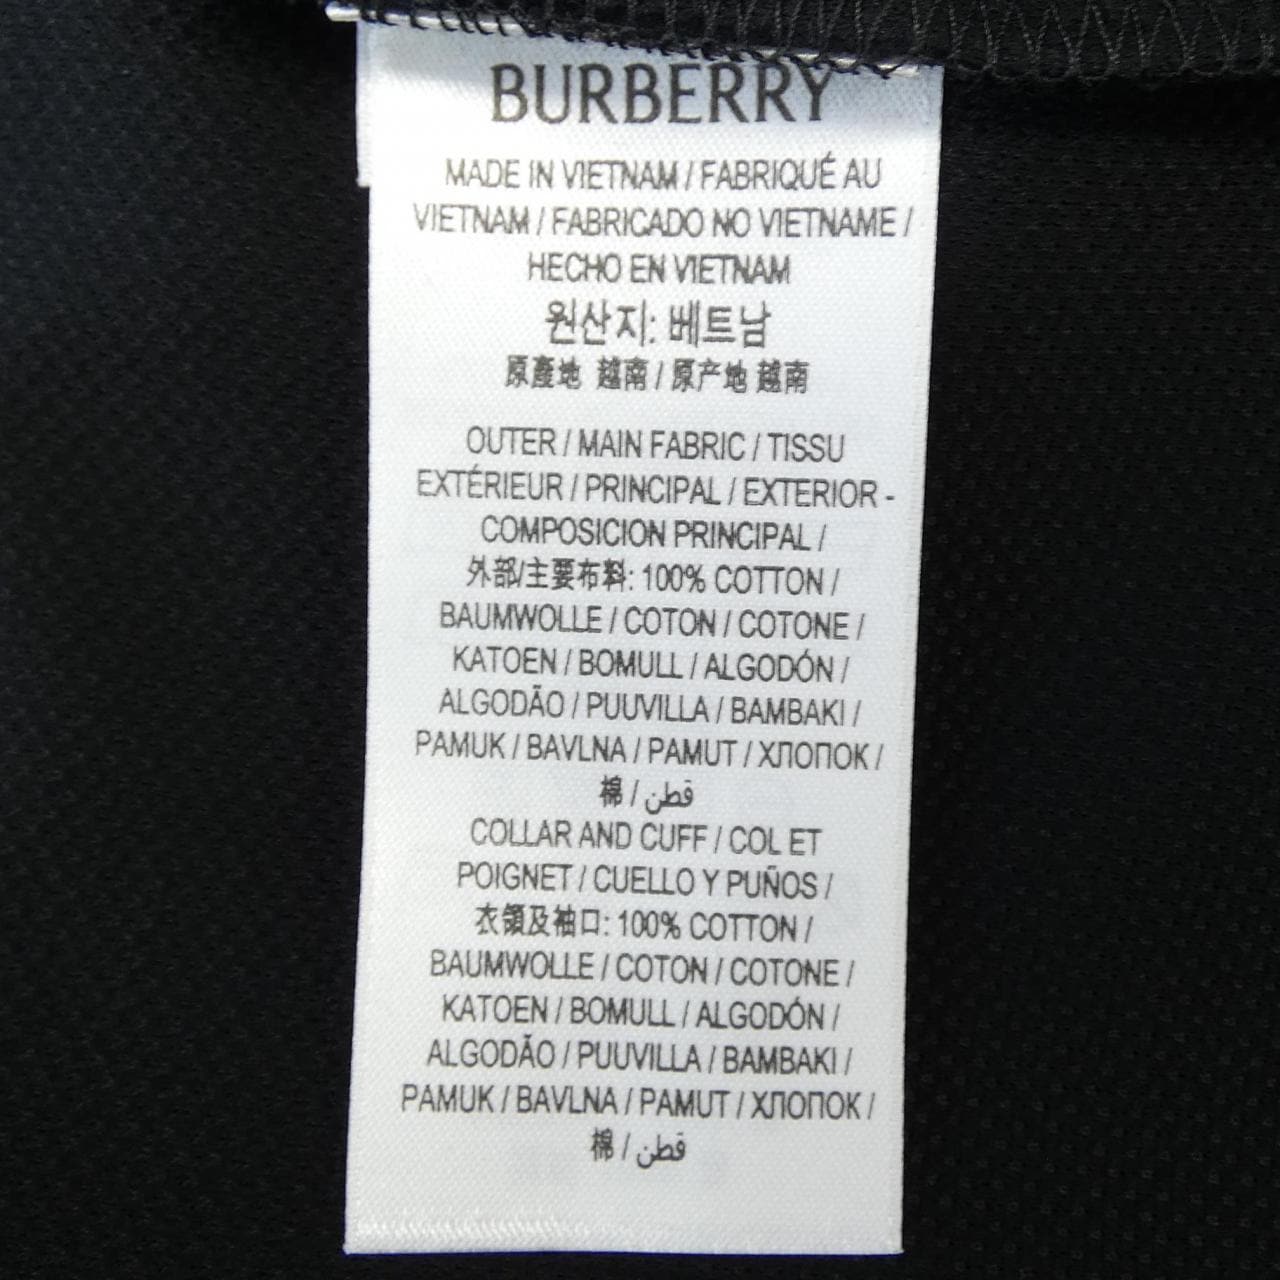 BURBERRY
MADE IN VIETNAM / FABRIQUÉ AU
VIETNAM / FABRICADO NO VIETNAME /
HECHO EN VIETNAM
원산지: 베트남
原產地 越南 / 原产地 越南
OUTER / MAIN FABRIC / TISSU
EXTÉRIEUR / PRINCIPAL / EXTERIOR -
COMPOSICION PRINCIPAL /
外部/主要布料: 100% COTTON /
BAUMWOLLE / COTON / COTONE /
KATOEN / BOMULL / ALGODÓN /
ALGODÃO / PUUVILLA / BAMBAKI /
PAMUK / BAVLNA / PAMUT / ХЛОПОК /
棉 / قطن
COLLAR AND CUFF / COL ET
POIGNET / CUELLO Y PUÑOS /
衣領及袖口: 100% COTTON /
BAUMWOLLE / COTON / COTONE /
KATOEN / BOMULL / ALGODÓN /
ALGODÃO / PUUVILLA / BAMBAKI /
PAMUK / BAVLNA / PAMUT / ХЛОПОК /
棉 / قطن